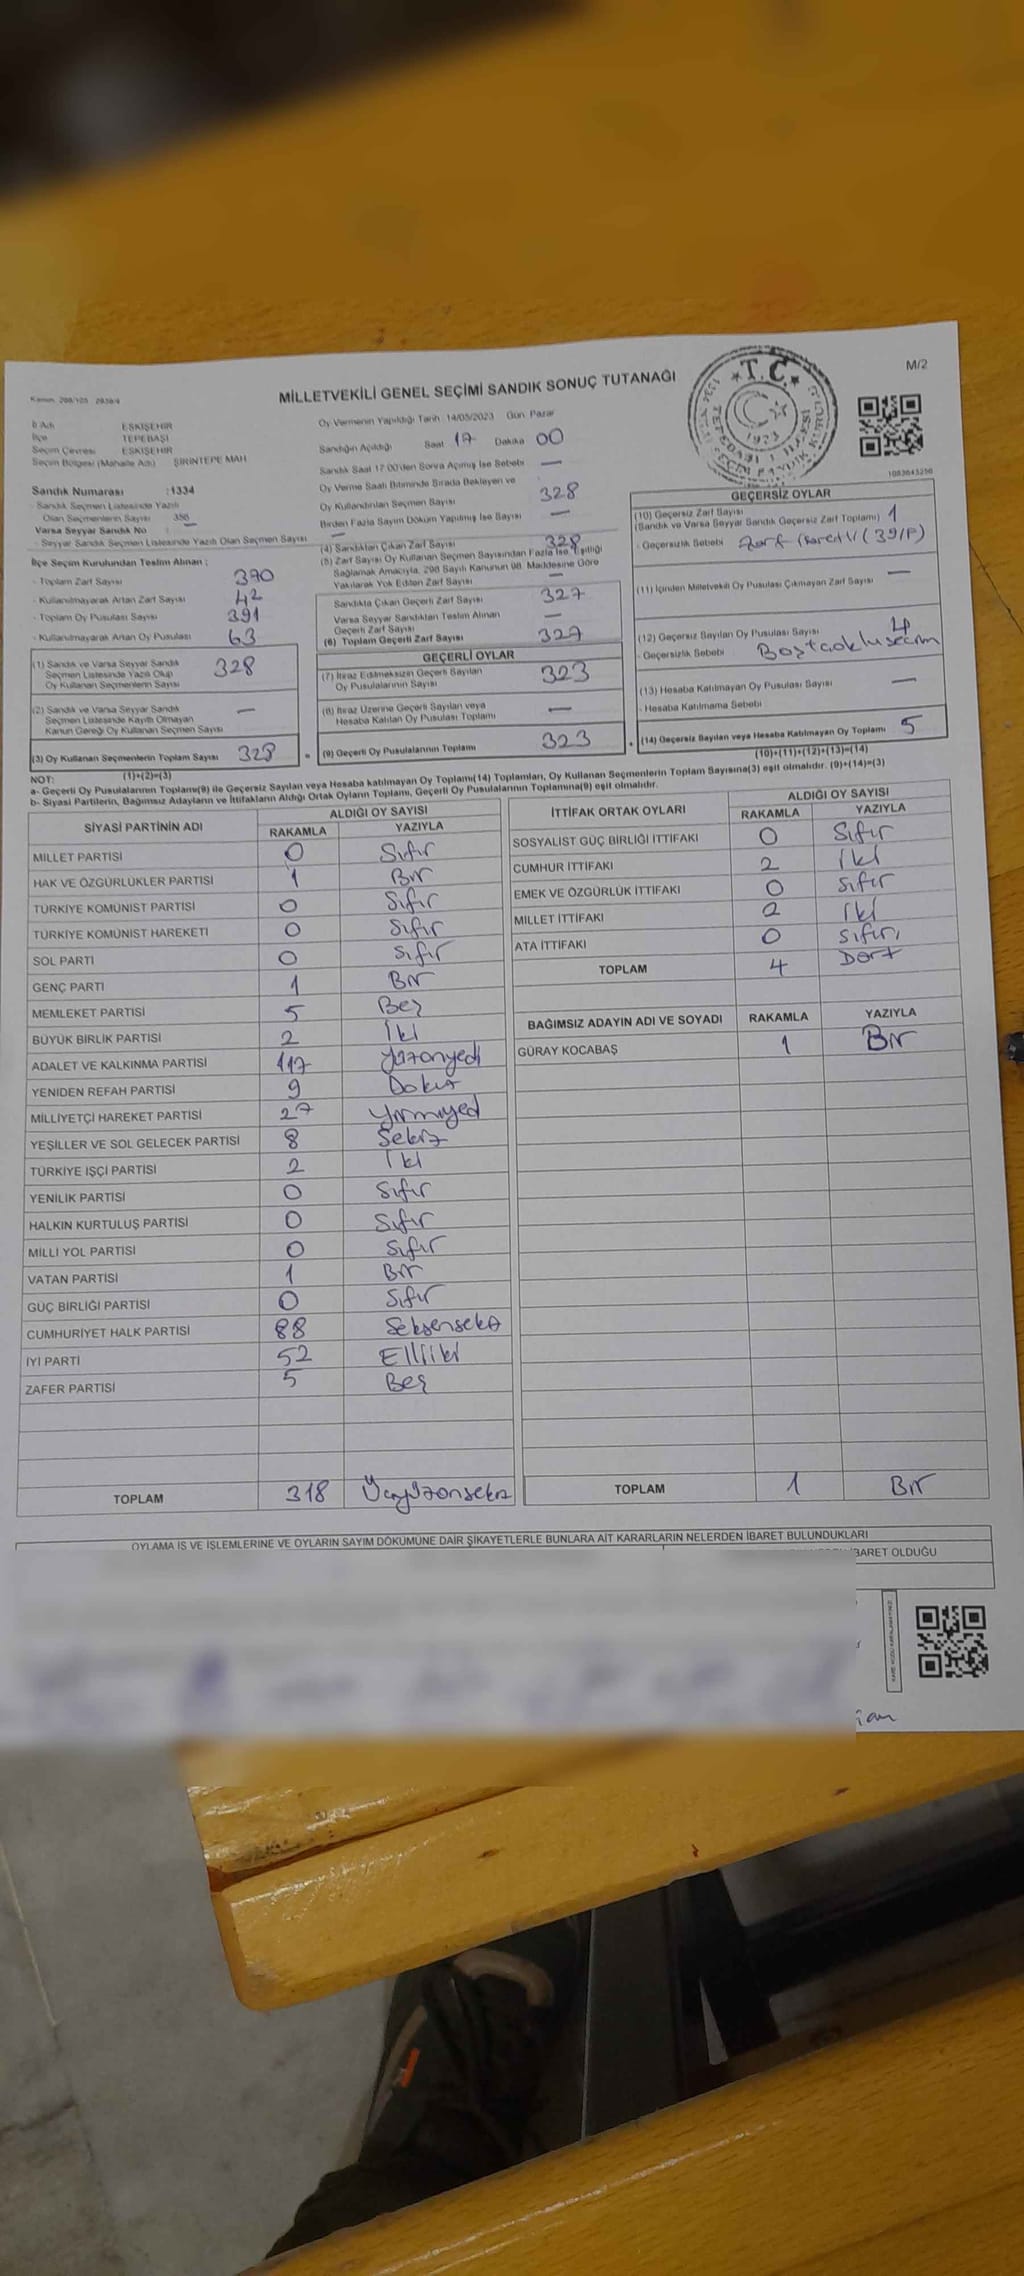 Kanun: 298/105 2839/4
MİLLETVEKİLİ GENEL SEÇİMİ SANDIK SONUÇ TUTANAĞI
M/2
T.C.
1923
1083643256
İl Adı ESKİŞEHİR
İlçe TEPEBAŞI
Seçim Çevresi ESKİŞEHİR
Seçim Bölgesi (Mahalle Adı) ŞİRİNTEPE MAH
Sandık Numarası :1334
- Sandık Seçmen Listesinde Yazılı
Olan Seçmenlerin Sayısı 356
Varsa Seyyar Sandık No : —
- Seyyar Sandık Seçmen Listesinde Yazılı Olan Seçmen Sayısı —
İlçe Seçim Kurulundan Teslim Alınan ;
- Toplam Zarf Sayısı 370
- Kullanılmayarak Artan Zarf Sayısı 42
- Toplam Oy Pusulası Sayısı 391
- Kullanılmayarak Artan Oy Pusulası 63
(1) Sandık ve Varsa Seyyar Sandık
Seçmen Listesinde Yazılı Olup
Oy Kullanan Seçmenlerin Sayısı 328
(2) Sandık ve Varsa Seyyar Sandık
Seçmen Listesinde Kayıtlı Olmayan
Kanun Gereği Oy Kullanan Seçmen Sayısı —
(3) Oy Kullanan Seçmenlerin Toplam Sayısı 328
(1)+(2)=(3)
Oy Vermenin Yapıldığı Tarih : 14/05/2023 Gün: Pazar
Sandığın Açıldığı Saat 17 Dakika 00
Sandık Saat 17:00'den Sonra Açılmış İse Sebebi —
Oy Verme Saati Bitiminde Sırada Bekleyen ve
Oy Kullandırılan Seçmen Sayısı 328
Birden Fazla Sayım Döküm Yapılmış İse Sayısı —
(4) Sandıktan Çıkan Zarf Sayısı 328
(5) Zarf Sayısı Oy Kullanan Seçmen Sayısından Fazla İse Eşitliği
Sağlamak Amacıyla, 298 Sayılı Kanunun 98. Maddesine Göre
Yakılarak Yok Edilen Zarf Sayısı —
Sandıkta Çıkan Geçerli Zarf Sayısı 327
Varsa Seyyar Sandıktan Teslim Alınan
Geçerli Zarf Sayısı —
(6) Toplam Geçerli Zarf Sayısı 327
GEÇERLİ OYLAR
(7) İtiraz Edilmeksizin Geçerli Sayılan
Oy Pusulalarının Sayısı 323
(8) İtiraz Üzerine Geçerli Sayılan veya
Hesaba Katılan Oy Pusulası Toplamı —
(9) Geçerli Oy Pusulalarının Toplamı 323
GEÇERSİZ OYLAR
(10) Geçersiz Zarf Sayısı
(Sandık ve Varsa Seyyar Sandık Geçersiz Zarf Toplamı) 1
- Geçersizlik Sebebi Zarf
(11) İçinden Milletvekili Oy Pusulası Çıkmayan Zarf Sayısı —
(12) Geçersiz Sayılan Oy Pusulası Sayısı 4
- Geçersizlik Sebebi
(13) Hesaba Katılmayan Oy Pusulası Sayısı —
- Hesaba Katılmama Sebebi
(14) Geçersiz Sayılan veya Hesaba Katılmayan Oy Toplamı 5
(10)+(11)+(12)+(13)=(14)
NOT:
a- Geçerli Oy Pusulalarının Toplamı(9) ile Geçersiz Sayılan veya Hesaba katılmayan Oy Toplamı(14) Toplamları, Oy Kullanan Seçmenlerin Toplam Sayısına(3) eşit olmalıdır. (9)+(14)=(3)
b- Siyasi Partilerin, Bağımsız Adayların ve İttifakların Aldığı Ortak Oyların Toplamı, Geçerli Oy Pusulalarının Toplamına(9) eşit olmalıdır.
SİYASİ PARTİNİN ADI ALDIĞI OY SAYISI
RAKAMLA YAZIYLA
MİLLET PARTİSİ 0 Sıfır
HAK VE ÖZGÜRLÜKLER PARTİSİ 1 Bir
TÜRKİYE KOMÜNİST PARTİSİ 0 Sıfır
TÜRKİYE KOMÜNİST HAREKETİ 0 Sıfır
SOL PARTİ 0 Sıfır
GENÇ PARTİ 1 Bir
MEMLEKET PARTİSİ 5 Beş
BÜYÜK BİRLİK PARTİSİ 2 İki
ADALET VE KALKINMA PARTİSİ 117 Yüzonyedi
YENİDEN REFAH PARTİSİ 9 Dokuz
MİLLİYETÇİ HAREKET PARTİSİ 27 Yirmiyedi
YEŞİLLER VE SOL GELECEK PARTİSİ 8 Sekiz
TÜRKİYE İŞÇİ PARTİSİ 2 İki
YENİLİK PARTİSİ 0 Sıfır
HALKIN KURTULUŞ PARTİSİ 0 Sıfır
MİLLİ YOL PARTİSİ 0 Sıfır
VATAN PARTİSİ 1 Bir
GÜÇ BİRLİĞİ PARTİSİ 0 Sıfır
CUMHURİYET HALK PARTİSİ 88 Seksensekiz
İYİ PARTİ 52 Elliiki
ZAFER PARTİSİ 5 Beş
TOPLAM 318 Üçyüzonsekiz
İTTİFAK ORTAK OYLARI ALDIĞI OY SAYISI
RAKAMLA YAZIYLA
SOSYALİST GÜÇ BİRLİĞİ İTTİFAKI 0 Sıfır
CUMHUR İTTİFAKI 2 İki
EMEK VE ÖZGÜRLÜK İTTİFAKI 0 Sıfır
MİLLET İTTİFAKI 2 İki
ATA İTTİFAKI 0 Sıfır
TOPLAM 4 Dört
BAĞIMSIZ ADAYIN ADI VE SOYADI RAKAMLA YAZIYLA
GÜRAY KOCABAŞ 1 Bir
TOPLAM 1 Bir
OYLAMA İŞ VE İŞLEMLERİNE VE OYLARIN SAYIM DÖKÜMÜNE DAİR ŞİKAYETLERLE BUNLARA AİT KARARLARIN NELERDEN İBARET BULUNDUKLARI
İBARET OLDUĞU